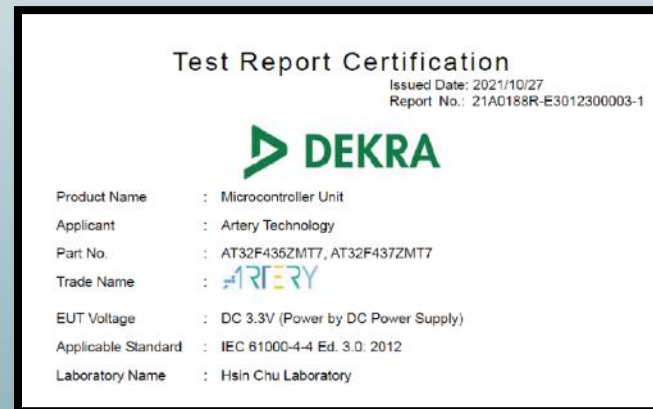 Test Report Certification
Issued Date: 2021/10/27
Report No.: 21A0188R-E3012300003-1
DEKRA
Product Name : Microcontroller Unit
Applicant : Artery Technology
Part No. : AT32F435ZMT7, AT32F437ZMT7
Trade Name : ARTERY
EUT Voltage : DC 3.3V (Power by DC Power Supply)
Applicable Standard : IEC 61000-4-4 Ed. 3.0: 2012
Laboratory Name : Hsin Chu Laboratory